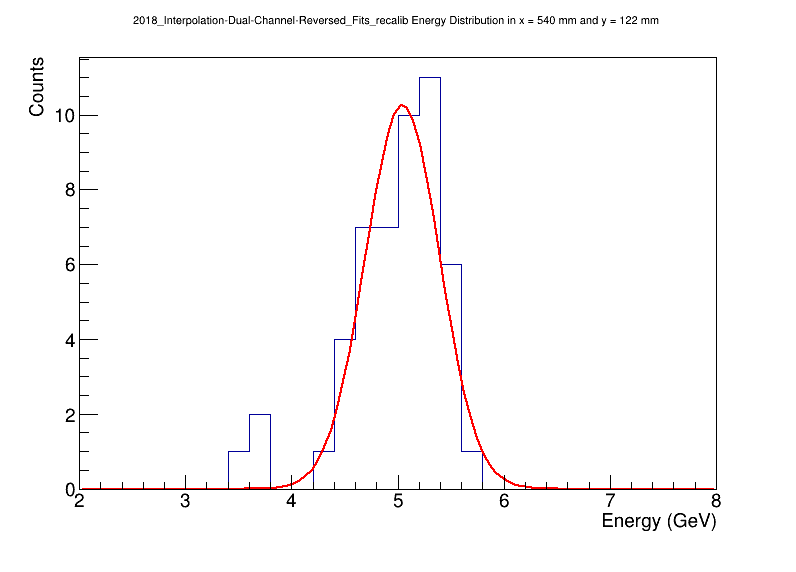 2018_Interpolation-Dual-Channel-Reversed_Fits_recalib Energy Distribution in x = 540 mm and y = 122 mm
Counts
10
8
6
4
2
0
2 3 4 5 6 7 8
Energy (GeV)